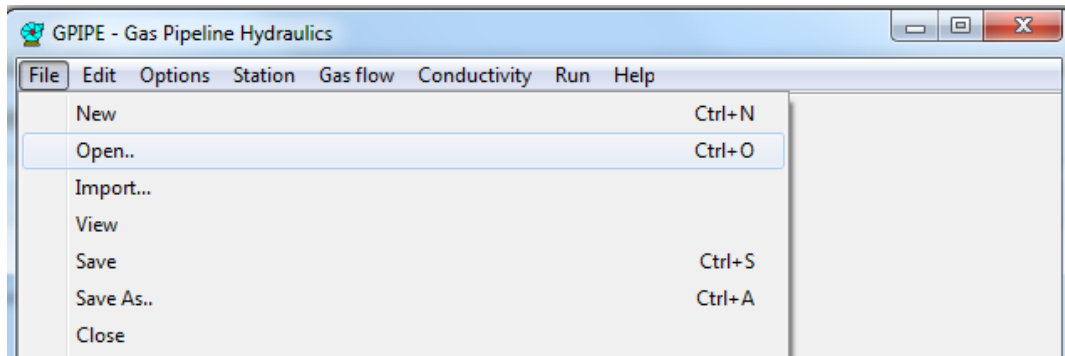 GPIPE - Gas Pipeline Hydraulics
File Edit Options Station Gas flow Conductivity Run Help
New Ctrl+N
Open.. Ctrl+O
Import...
View
Save Ctrl+S
Save As.. Ctrl+A
Close